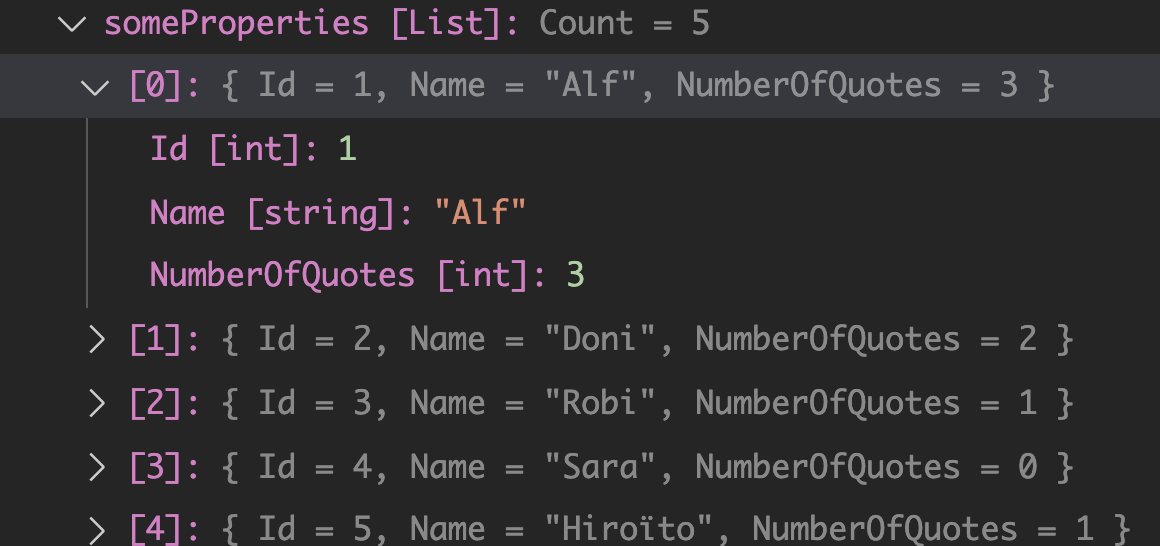 someProperties [List]: Count = 5
[0]: { Id = 1, Name = "Alf", NumberOfQuotes = 3 }
Id [int]: 1
Name [string]: "Alf"
NumberOfQuotes [int]: 3
[1]: { Id = 2, Name = "Doni", NumberOfQuotes = 2 }
[2]: { Id = 3, Name = "Robi", NumberOfQuotes = 1 }
[3]: { Id = 4, Name = "Sara", NumberOfQuotes = 0 }
[4]: { Id = 5, Name = "Hiroïto", NumberOfQuotes = 1 }